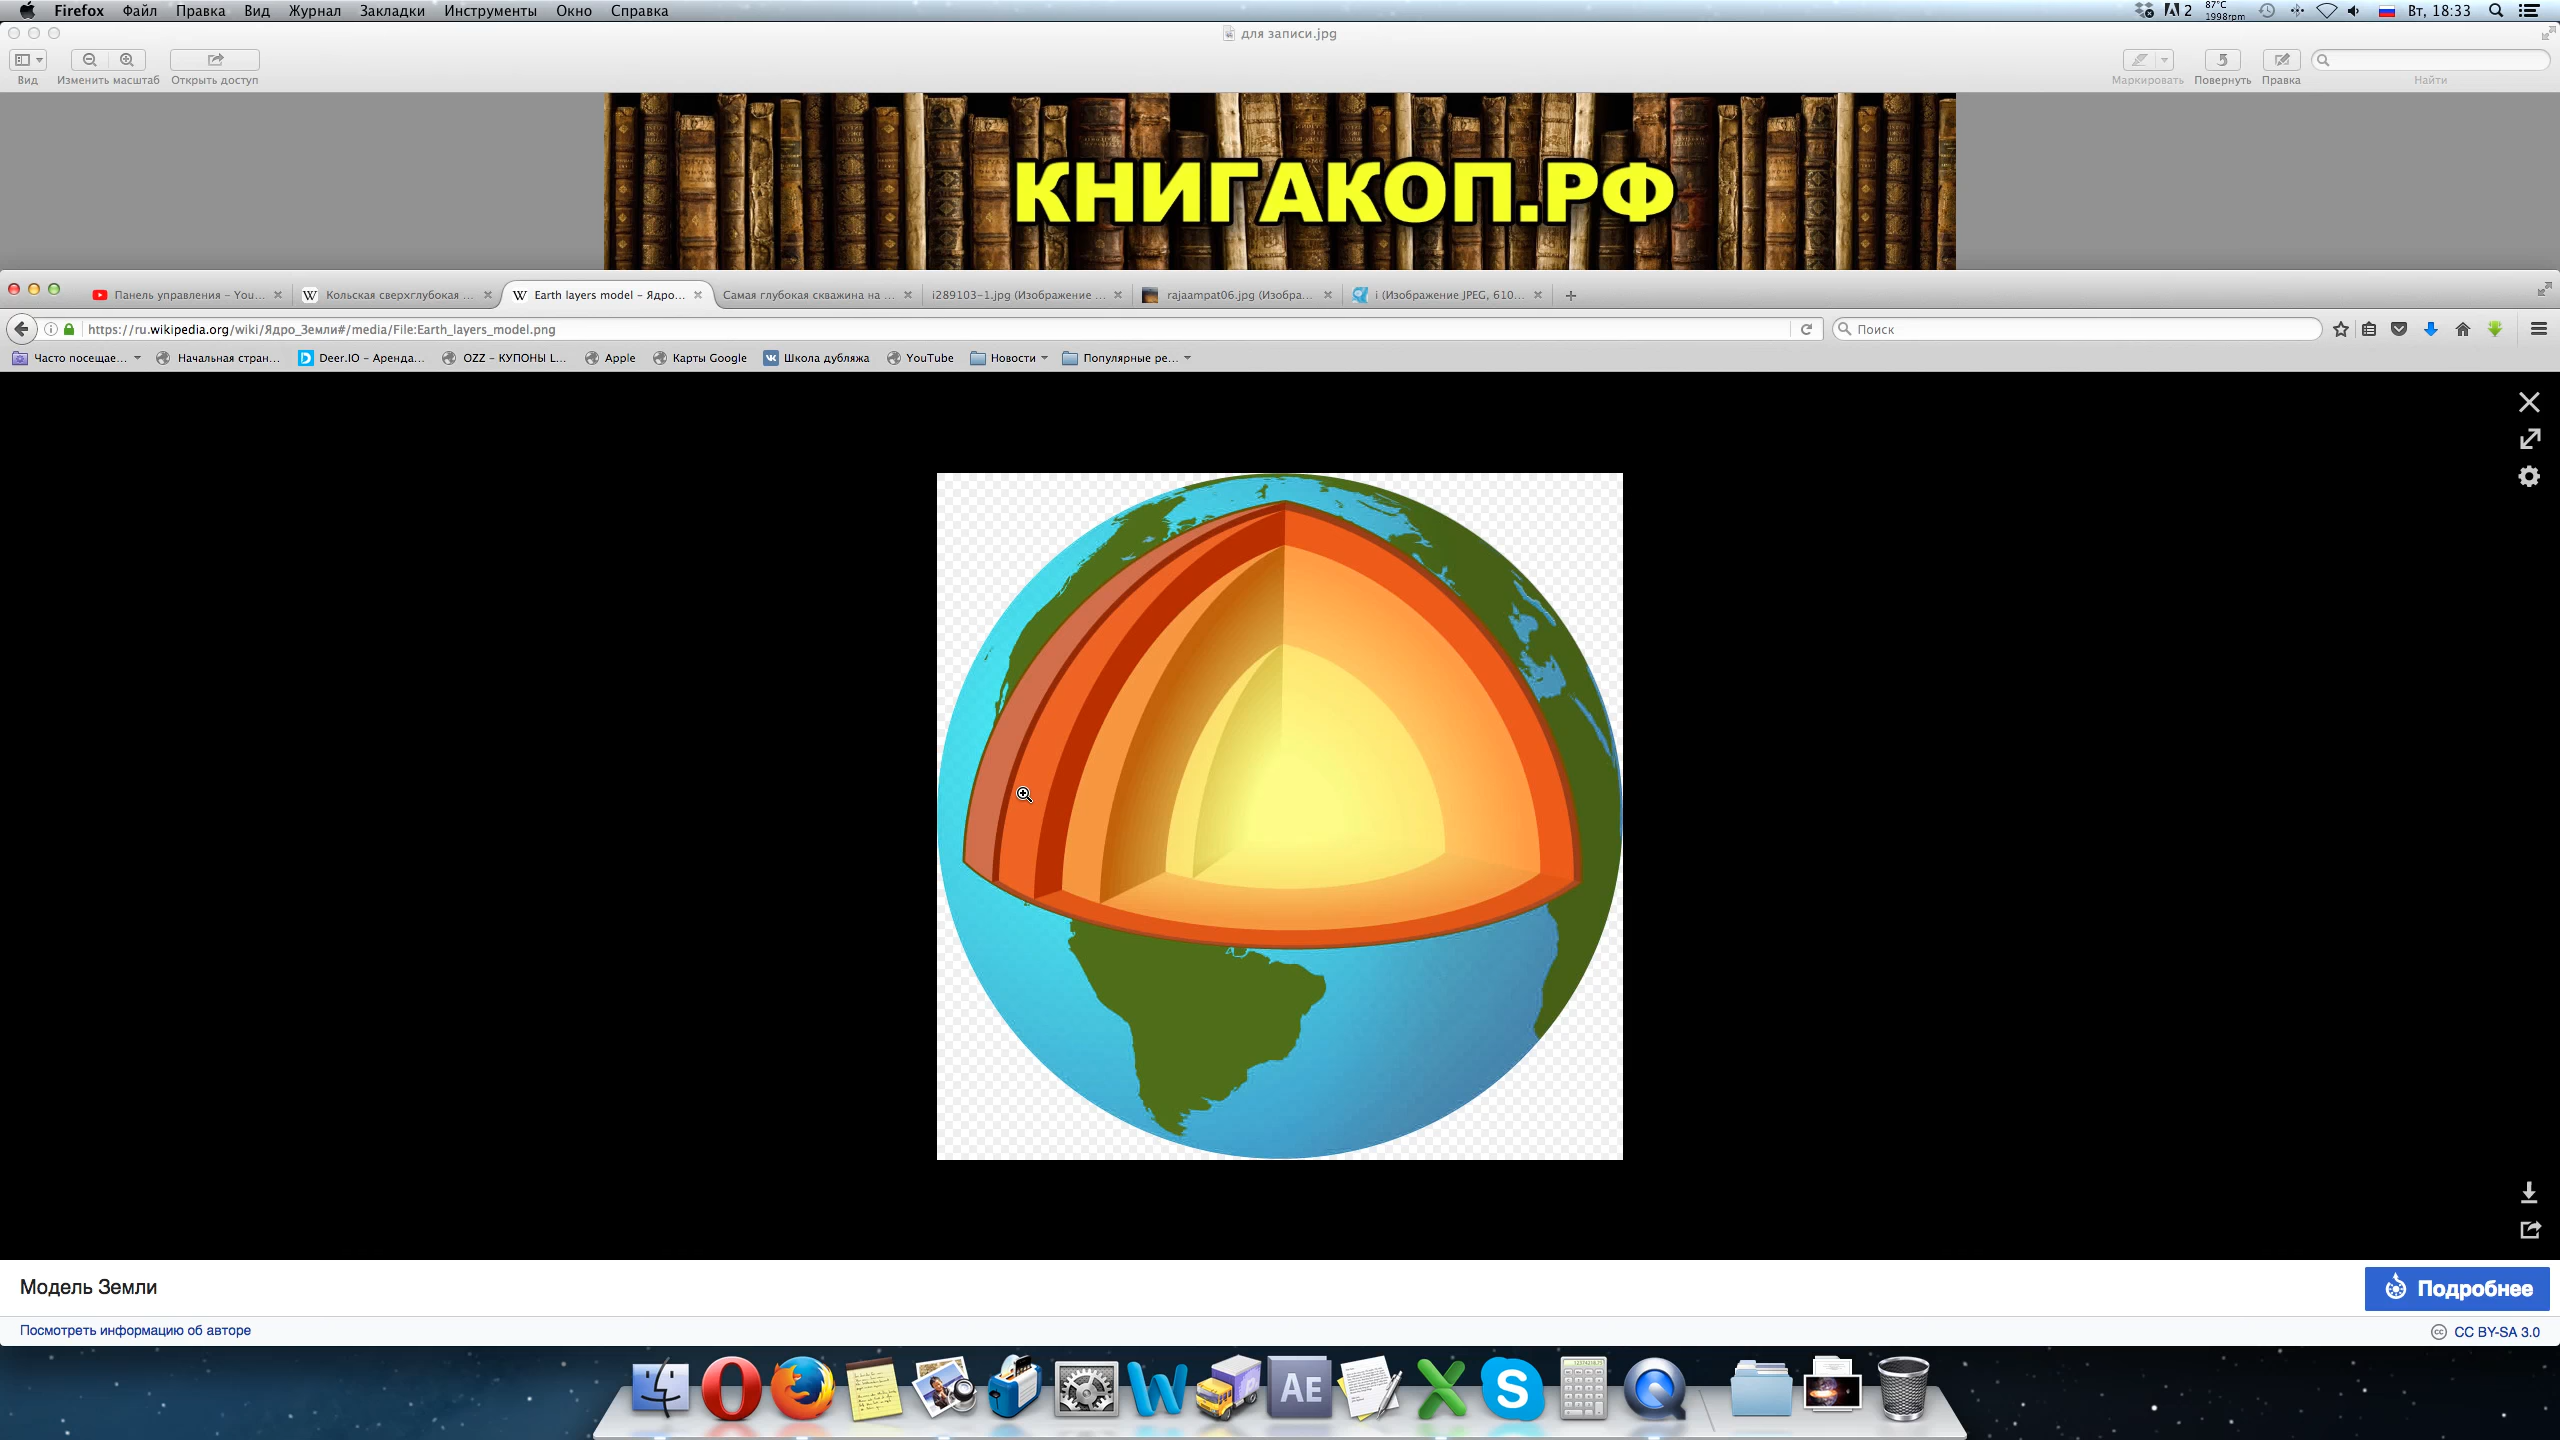 Firefox Файл Правка Вид Журнал Закладки Инструменты Окно Справка
2 87°C 1998rpm Вт, 18:33
для записи.jpg
Вид Изменить масштаб Открыть доступ Маркировать Повернуть Правка Найти
КНИГАКОП.РФ
Панель управления – You... Кольская сверхглубокая ... Earth layers model – Ядро... Самая глубокая скважина на ... i289103-1.jpg (Изображение ... rajaampat06.jpg (Изобра... i (Изображение JPEG, 610...
https://ru.wikipedia.org/wiki/Ядро_Земли#/media/File:Earth_layers_model.png Поиск
Часто посещае... Начальная стран... Deer.IO – Аренда... OZZ – КУПОНЫ L... Apple Карты Google Школа дубляжа YouTube Новости Популярные ре...
Модель Земли
Подробнее
Посмотреть информацию об авторе
CC BY-SA 3.0
AE